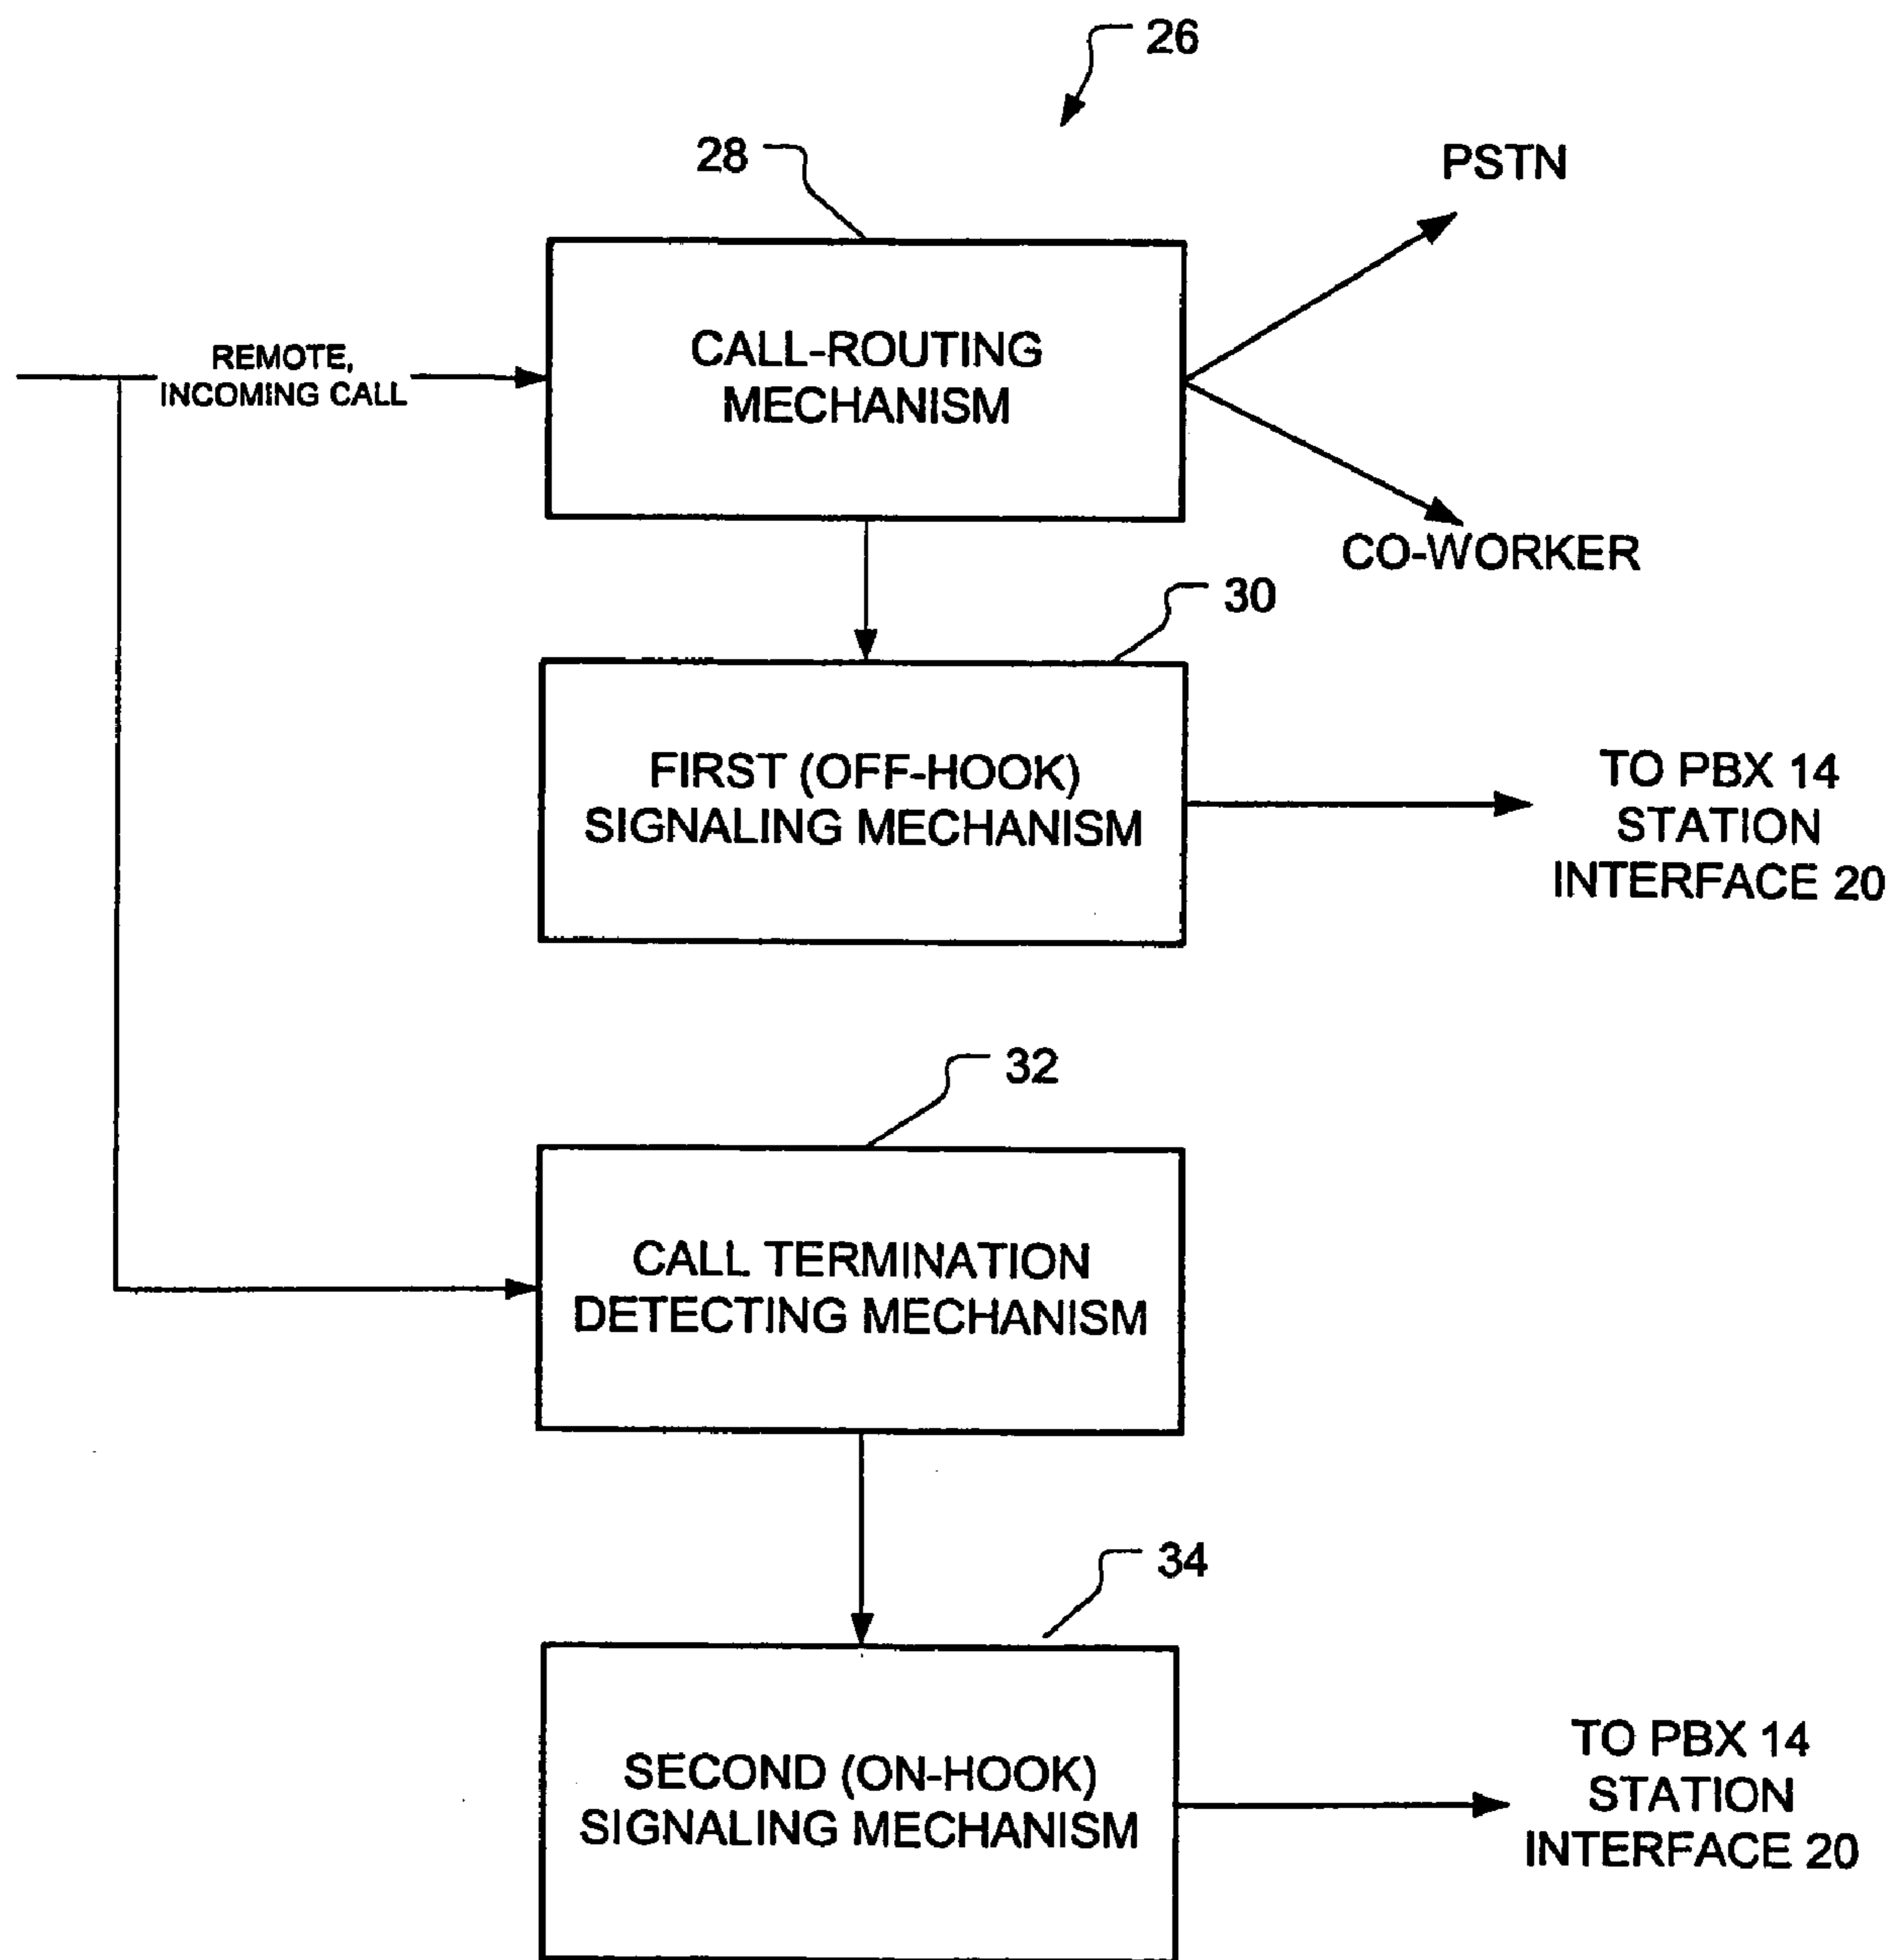 26
28
PSTN
REMOTE,
INCOMING CALL
CALL-ROUTING
MECHANISM
CO-WORKER
30
FIRST (OFF-HOOK)
SIGNALING MECHANISM
TO PBX 14
STATION
INTERFACE 20
32
CALL TERMINATION
DETECTING MECHANISM
34
SECOND (ON-HOOK)
SIGNALING MECHANISM
TO PBX 14
STATION
INTERFACE 20